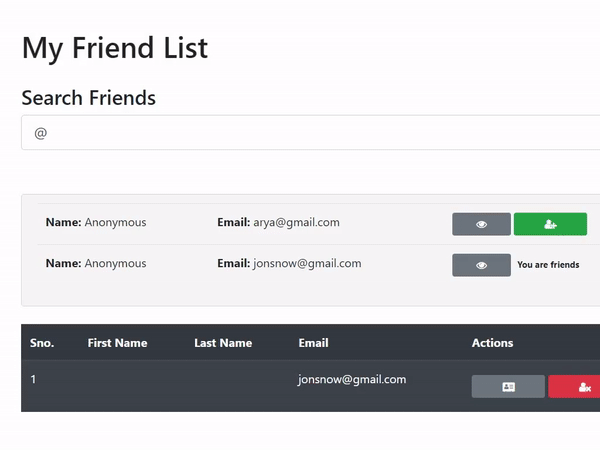 My Friend List
Search Friends
@
Name: Anonymous Email: arya@gmail.com
Name: Anonymous Email: jonsnow@gmail.com You are friends
Sno. First Name Last Name Email Actions
1 jonsnow@gmail.com